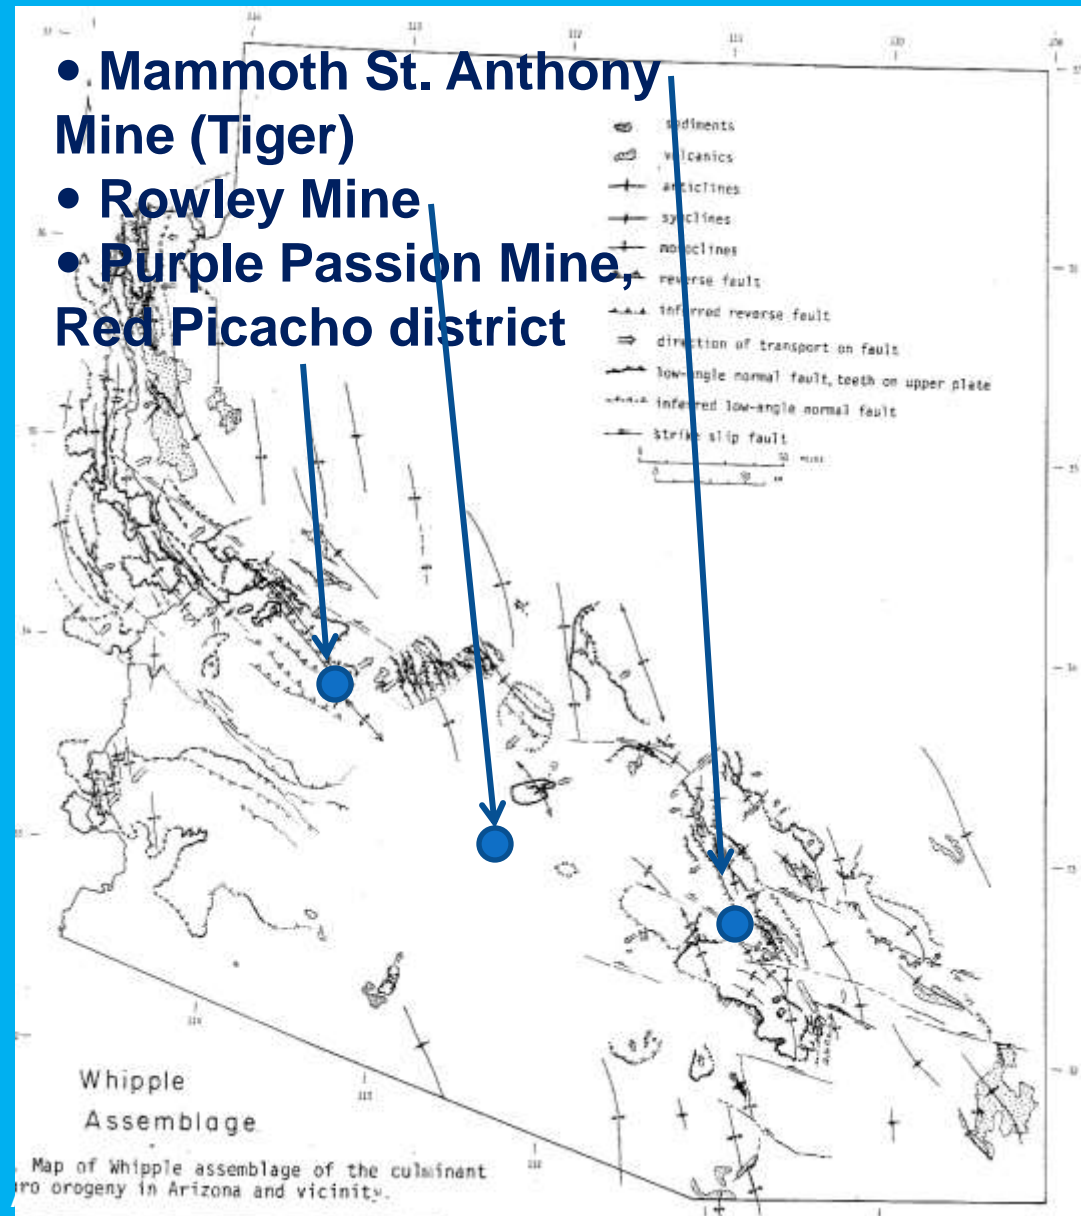 • Mammoth St. Anthony
Mine (Tiger)
• Rowley Mine
• Purple Passion Mine,
Red Picacho district
sediments
volcanics
anticlines
synclines
monoclines
reverse fault
inferred reverse fault
direction of transport on fault
low-angle normal fault, teeth on upper plate
inferred low-angle normal fault
strike slip fault
Whipple
Assemblage
Map of Whipple assemblage of the culminant
orogeny in Arizona and vicinity.